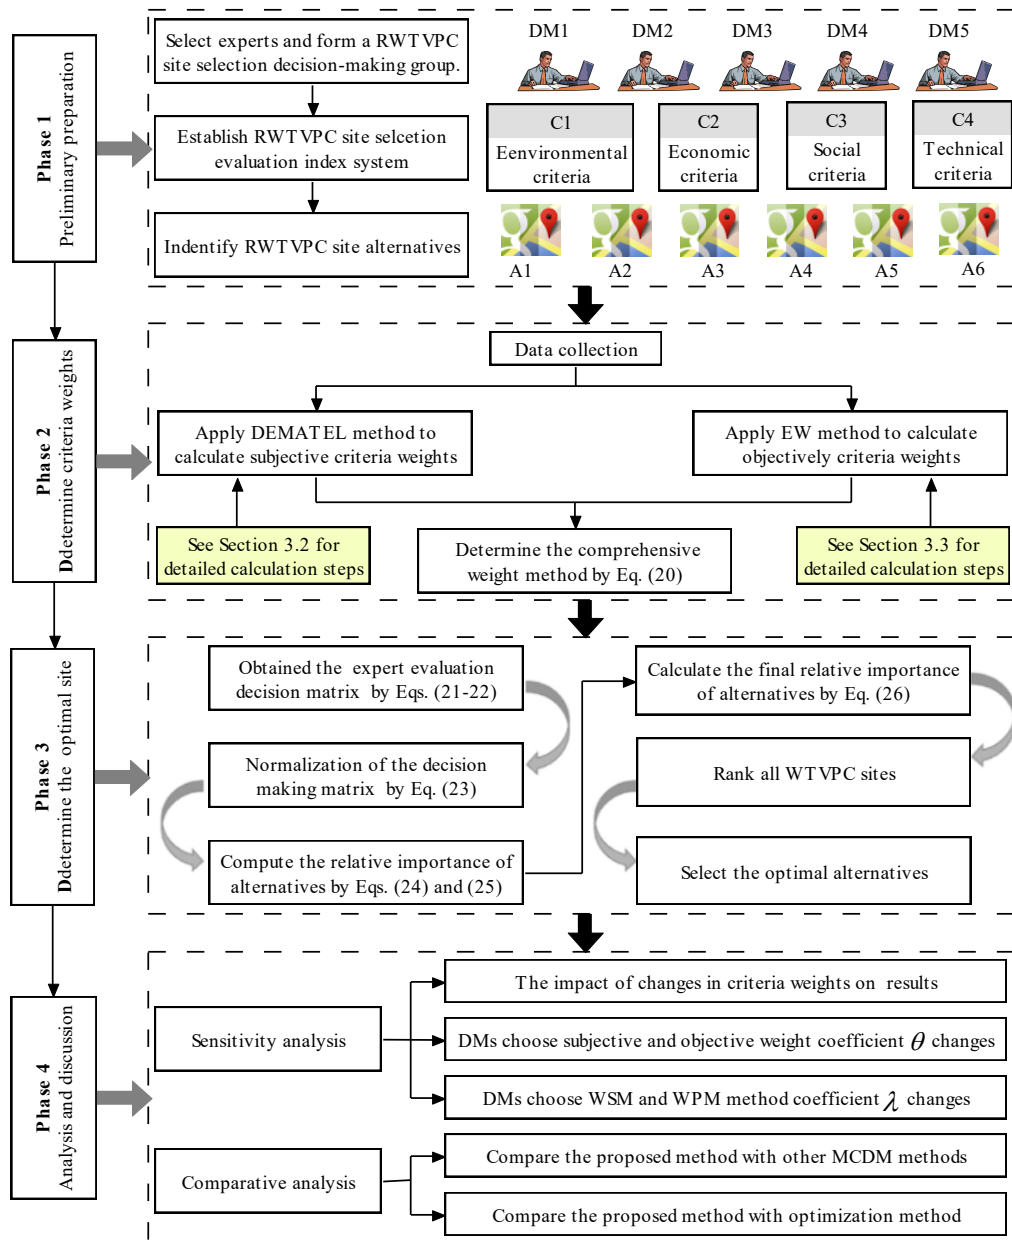 Phase 1
Preliminary preparation
Select experts and form a RWTVPC
site selection decision-making group.
Establish RWTVPC site selcetion
evaluation index system
Indentify RWTVPC site alternatives
DM1
DM2
DM3
DM4
DM5
C1
Eenvironmental
criteria
C2
Economic
criteria
C3
Social
criteria
C4
Technical
criteria
A1
A2
A3
A4
A5
A6
Phase 2
Ddetermine criteria weights
Data collection
Apply DEMATEL method to
calculate subjective criteria weights
Apply EW method to calculate
objectively criteria weights
See Section 3.2 for
detailed calculation steps
Determine the comprehensive
weight method by Eq. (20)
See Section 3.3 for
detailed calculation steps
Phase 3
Ddetermine the optimal site
Obtained the expert evaluation
decision matrix by Eqs. (21-22)
Normalization of the decision
making matrix by Eq. (23)
Compute the relative importance of
alternatives by Eqs. (24) and (25)
Calculate the final relative importance
of alternatives by Eq. (26)
Rank all WTVPC sites
Select the optimal alternatives
Phase 4
Analysis and discussion
Sensitivity analysis
The impact of changes in criteria weights on results
DMs choose subjective and objective weight coefficient θ changes
DMs choose WSM and WPM method coefficient λ changes
Comparative analysis
Compare the proposed method with other MCDM methods
Compare the proposed method with optimization method